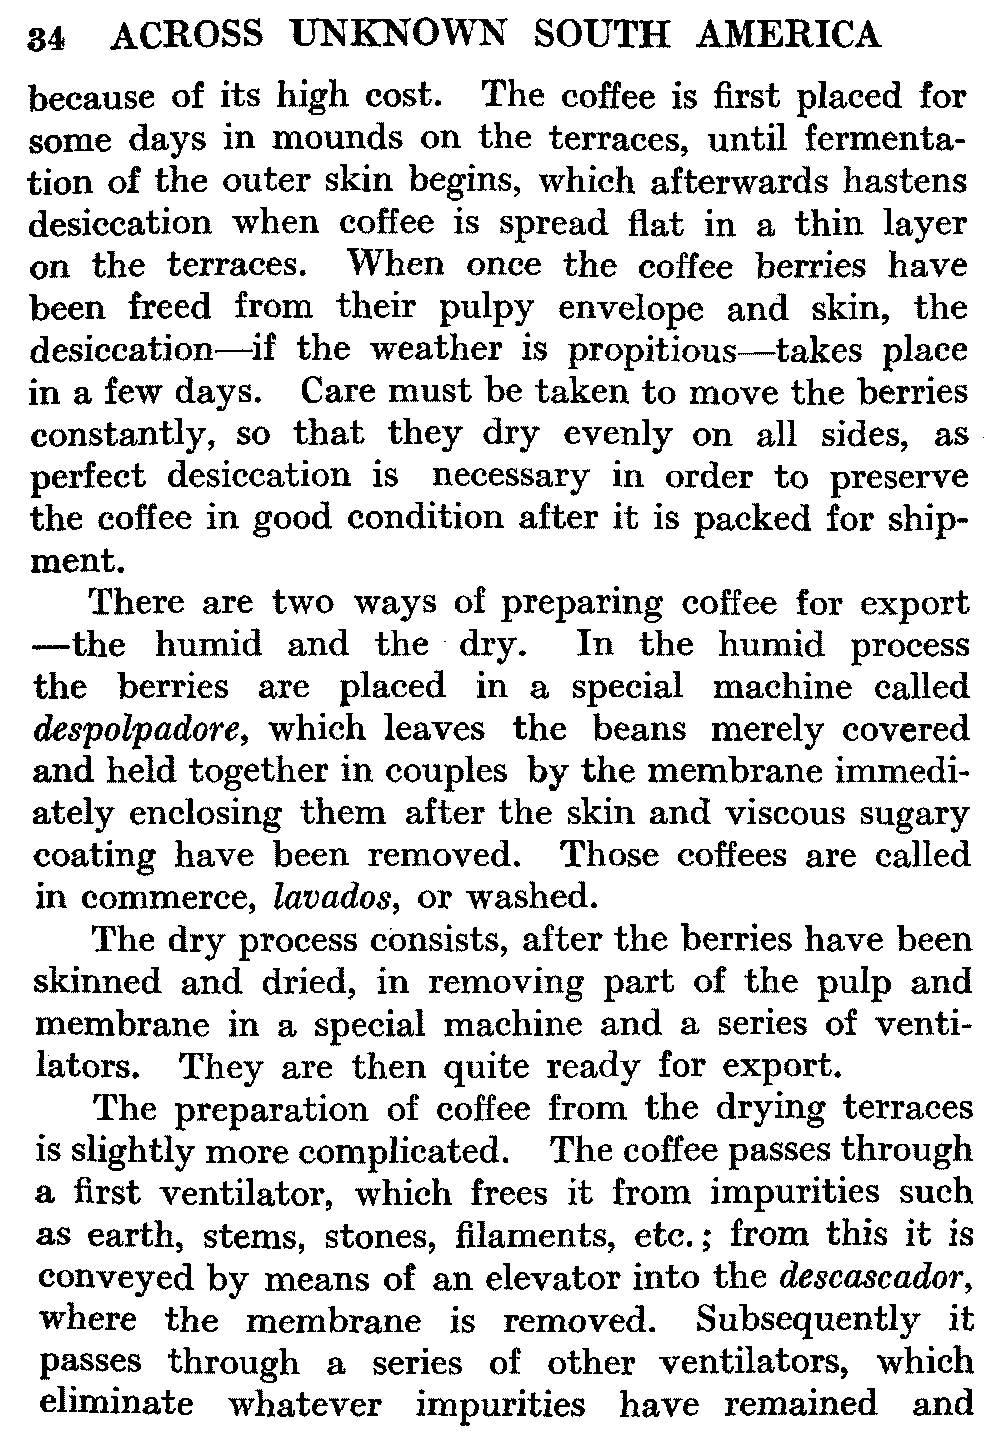 34 ACROSS UNKNOWN SOUTH AMERICA
because of its high cost. The coffee is first placed for
some days in mounds on the terraces, until fermenta-
tion of the outer skin begins, which afterwards hastens
desiccation when coffee is spread flat in a thin layer
on the terraces. When once the coffee berries have
been freed from their pulpy envelope and skin, the
desiccation—if the weather is propitious—takes place
in a few days. Care must be taken to move the berries
constantly, so that they dry evenly on all sides, as
perfect desiccation is necessary in order to preserve
the coffee in good condition after it is packed for ship-
ment.
There are two ways of preparing coffee for export
—the humid and the dry. In the humid process
the berries are placed in a special machine called
despolpadore, which leaves the beans merely covered
and held together in couples by the membrane immedi-
ately enclosing them after the skin and viscous sugary
coating have been removed. Those coffees are called
in commerce, lavados, or washed.
The dry process consists, after the berries have been
skinned and dried, in removing part of the pulp and
membrane in a special machine and a series of venti-
lators. They are then quite ready for export.
The preparation of coffee from the drying terraces
is slightly more complicated. The coffee passes through
a first ventilator, which frees it from impurities such
as earth, stems, stones, filaments, etc.; from this it is
conveyed by means of an elevator into the descascador,
where the membrane is removed. Subsequently it
passes through a series of other ventilators, which
eliminate whatever impurities have remained and